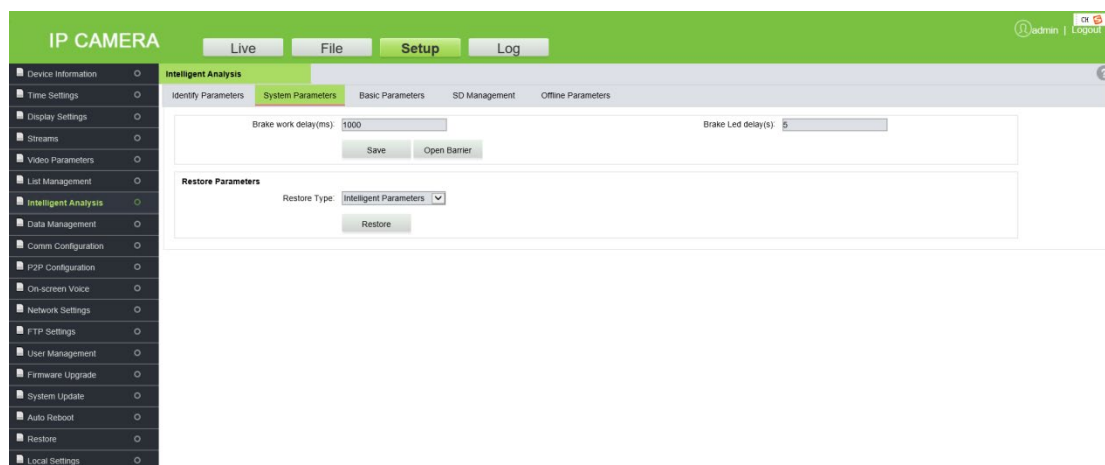 IP CAMERA
Live File Setup Log
CH
admin | Logout
Device Information
Time Settings
Display Settings
Streams
Video Parameters
List Management
Intelligent Analysis
Data Management
Comm Configuration
P2P Configuration
On-screen Voice
Network Settings
FTP Settings
User Management
Firmware Upgrade
System Update
Auto Reboot
Restore
Local Settings
Intelligent Analysis
?
Identify Parameters System Parameters Basic Parameters SD Management Offline Parameters
Brake work delay(ms): 1000 Brake Led delay(s): 5
Save Open Barrier
Restore Parameters
Restore Type: Intelligent Parameters
Restore